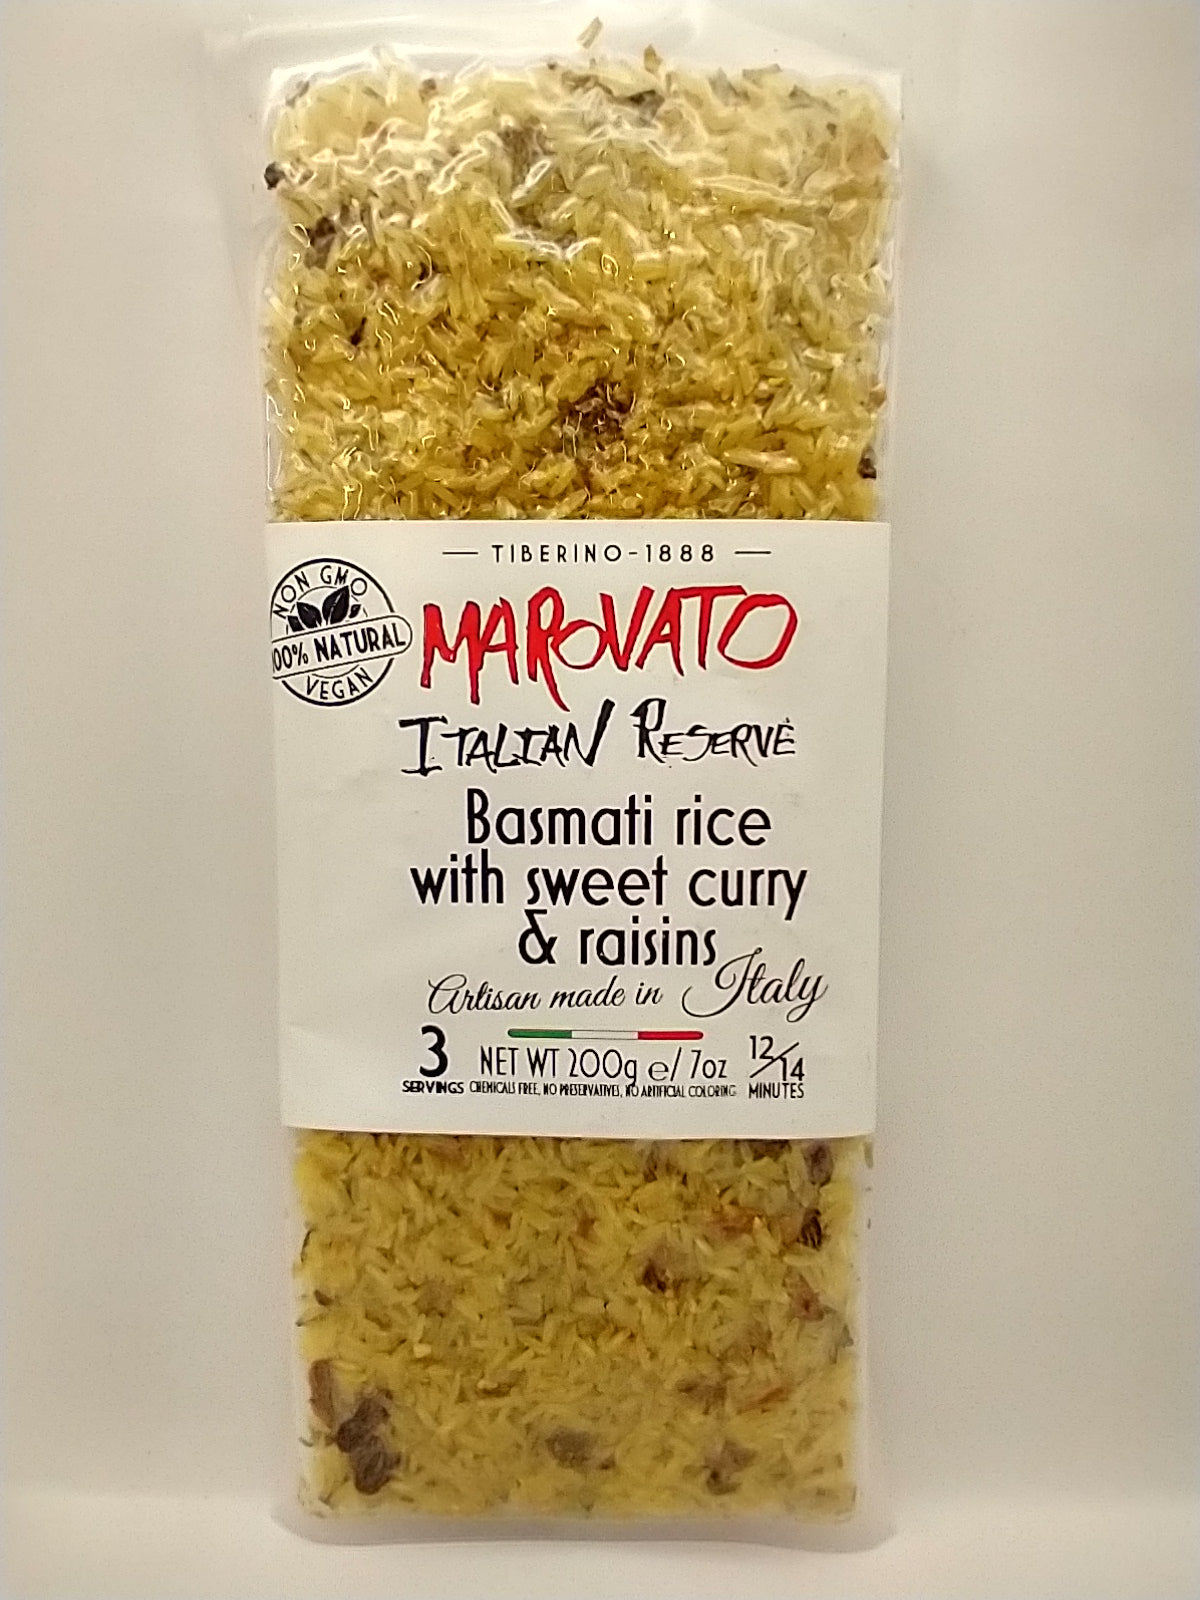 TIBERINO-1888
NON GMO
00% NATURAL
VEGAN
MAROVATO
ITALIAN RESERVE
Basmati rice
with sweet curry
& raisins
Artisan made in Italy
3
SERVINGS
NET WT 200g e/ 7oz
CHEMICALS FREE, NO PRESERVATIVES, NO ARTIFICIAL COLORING
12/14
MINUTES